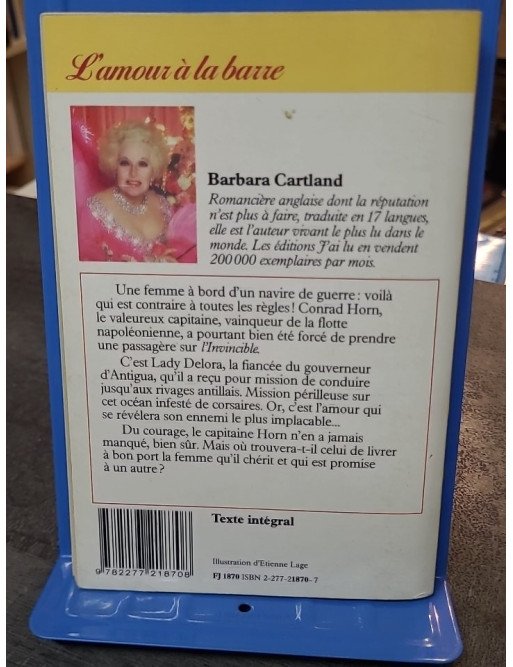 L'amour à la barre
Barbara Cartland
Romancière anglaise dont la réputation
n'est plus à faire, traduite en 17 langues,
elle est l'auteur vivant le plus lu dans le
monde. Les éditions J'ai lu en vendent
200 000 exemplaires par mois.
Une femme à bord d'un navire de guerre : voilà
qui est contraire à toutes les règles ! Conrad Horn,
le valeureux capitaine, vainqueur de la flotte
napoléonienne, a pourtant bien été forcé de prendre
une passagère sur l'Invincible.
C'est Lady Delora, la fiancée du gouverneur
d'Antigua, qu'il a reçu pour mission de conduire
jusqu'aux rivages antillais. Mission périlleuse sur
cet océan infesté de corsaires. Or, c'est l'amour qui
se révélera son ennemi le plus implacable...
Du courage, le capitaine Horn n'en a jamais
manqué, bien sûr. Mais où trouvera-t-il celui de livrer
à bon port la femme qu'il chérit et qui est promise
à un autre ?
Texte intégral
Illustration d'Etienne Lage
FJ 1870 ISBN 2-277-21870-7
9 782277 218708